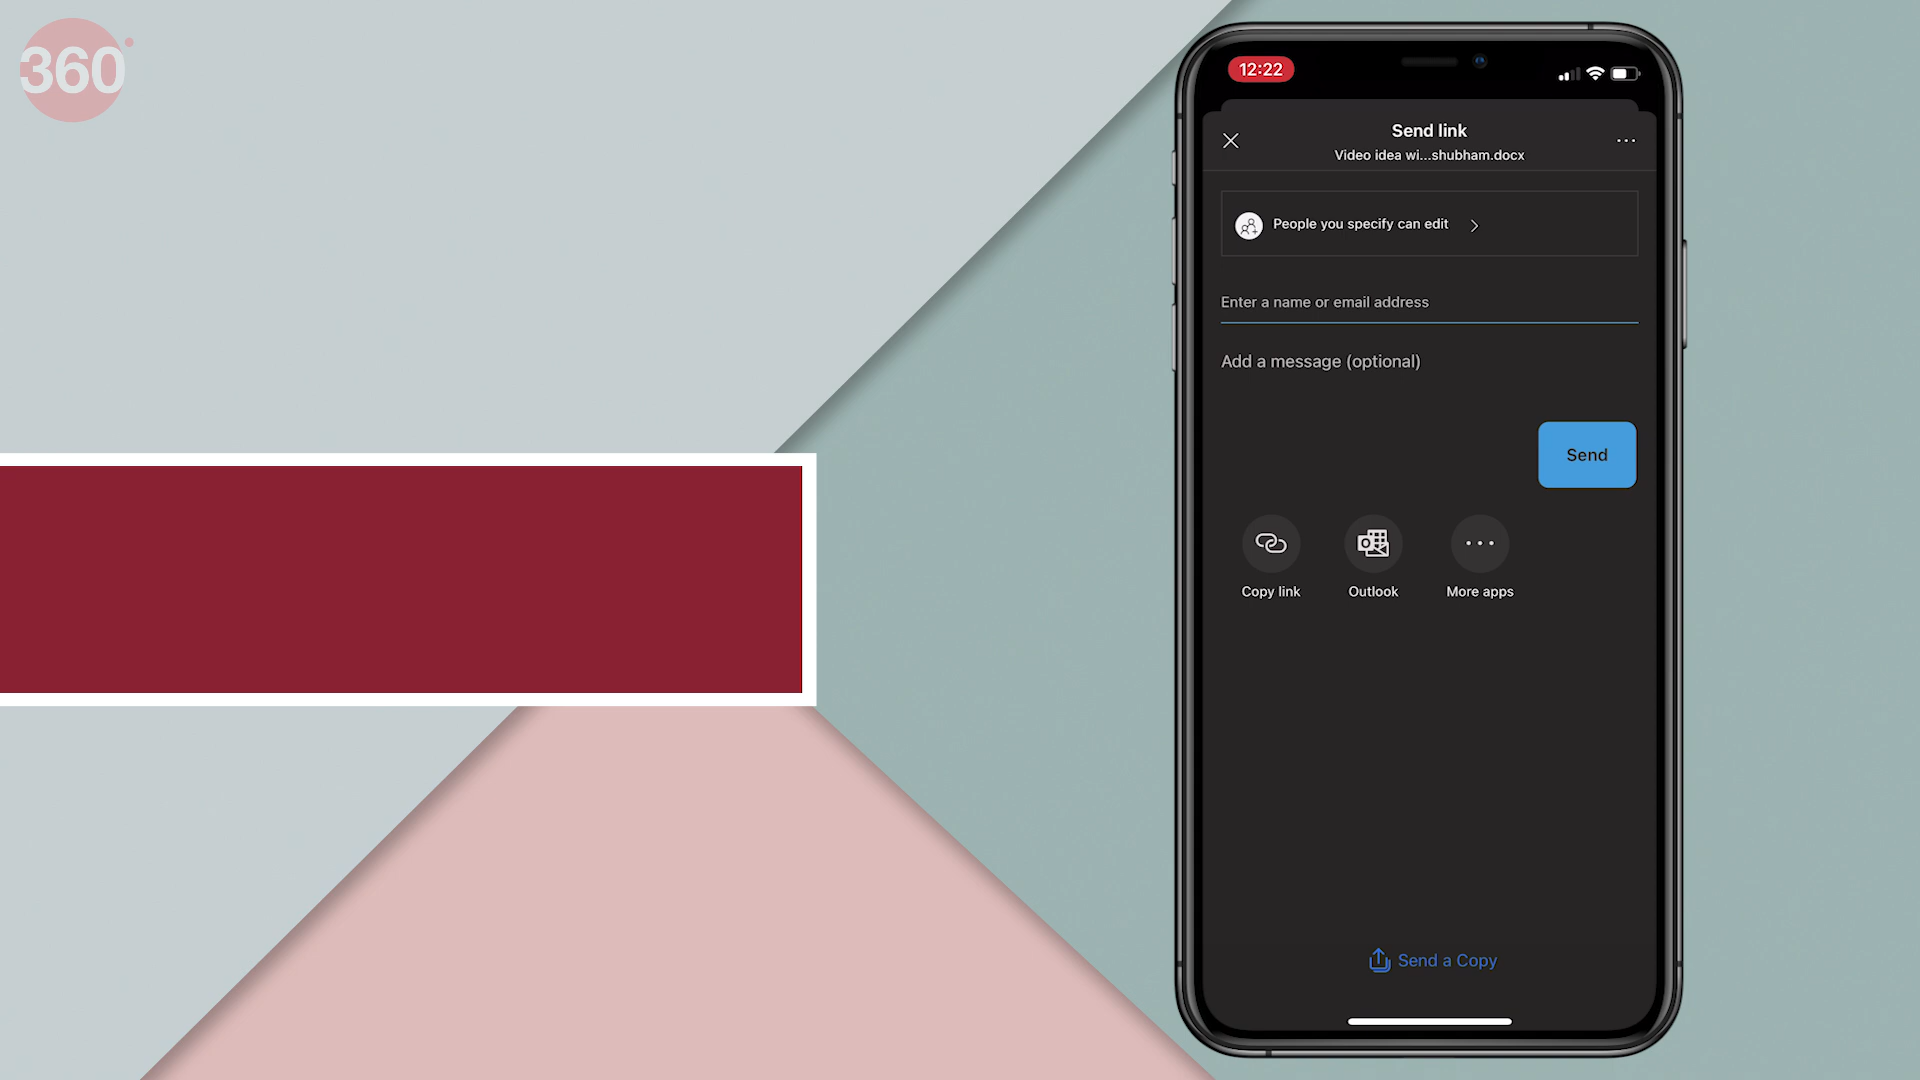 360
12:22
Send link
Video idea wi...shubham.docx
People you specify can edit
Enter a name or email address
Add a message (optional)
Send
Copy link
Outlook
More apps
Send a Copy